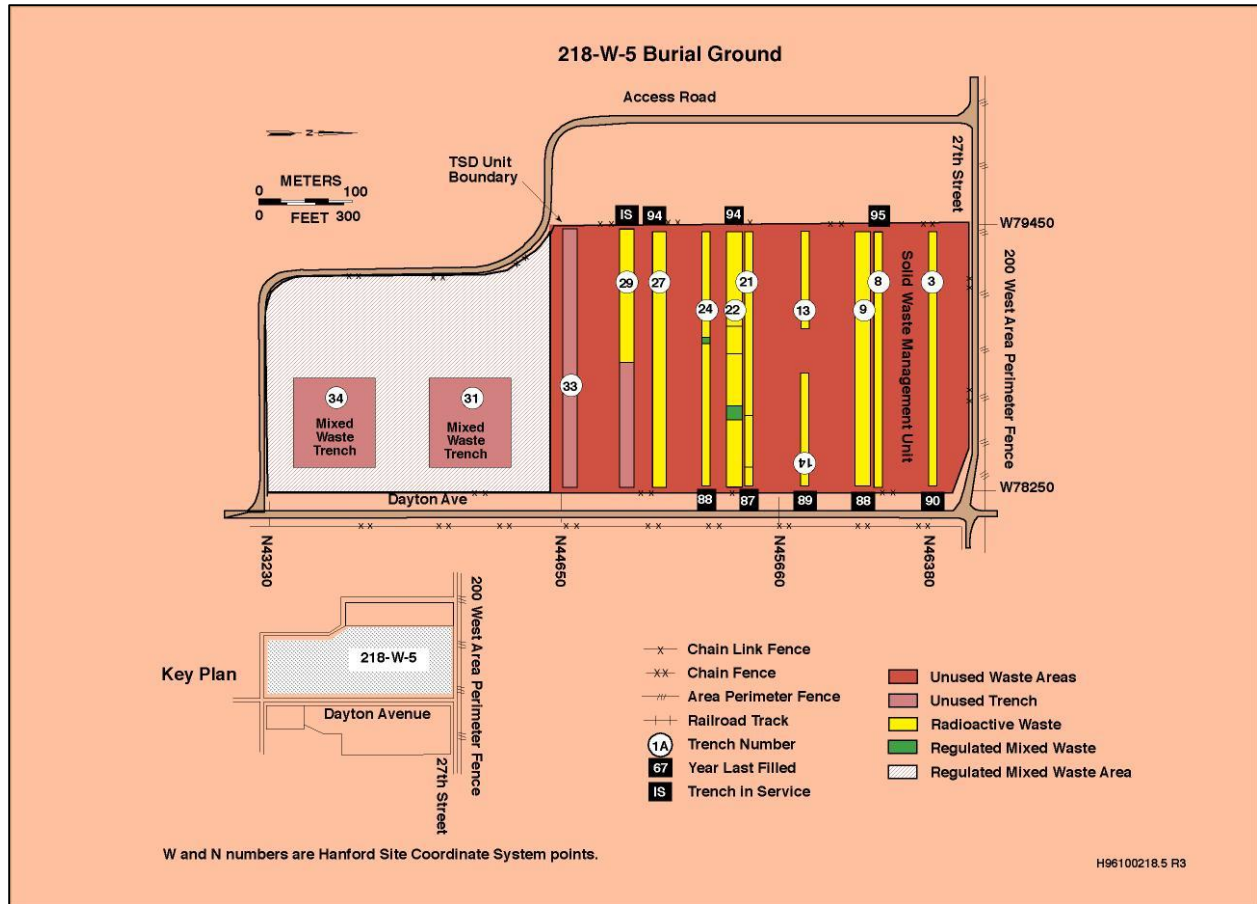 218-W-5 Burial Ground
Access Road
N
TSD Unit
Boundary
27th Street
METERS
0 100
0 300
FEET
IS 94 94 95
W79450
29 27 21 8 3
24 22 13 9
Solid Waste Management Unit
200 West Area Perimeter Fence
33
34
Mixed
Waste
Trench
31
Mixed
Waste
Trench
14
W78250
Dayton Ave
88 87 89 88 90
N43230
N44650
N45660
N46380
200 West Area Perimeter Fence
218-W-5
Key Plan
Dayton Avenue
27th Street
Chain Link Fence
Chain Fence
Area Perimeter Fence
Railroad Track
1A Trench Number
67 Year Last Filled
IS Trench in Service
Unused Waste Areas
Unused Trench
Radioactive Waste
Regulated Mixed Waste
Regulated Mixed Waste Area
W and N numbers are Hanford Site Coordinate System points.
H96100218.5 R3